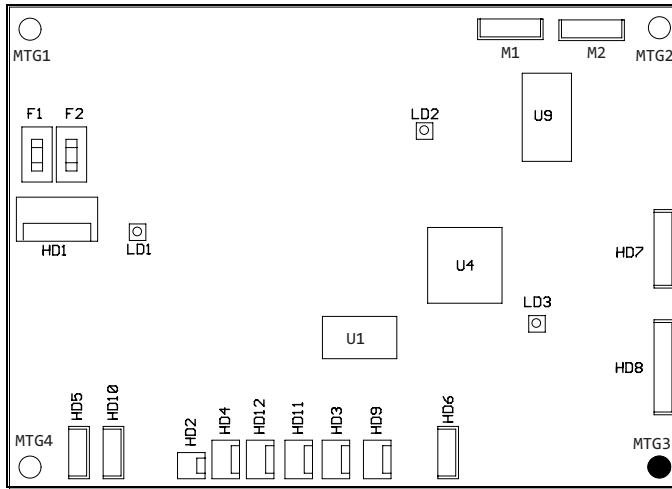 MTG1
M1
M2
MTG2
F1
F2
LD2
U9
HD1
LD1
HD7
U4
LD3
U1
HD8
HD5
HD10
HD2
HD4
HD12
HD11
HD3
HD9
HD6
MTG4
MTG3